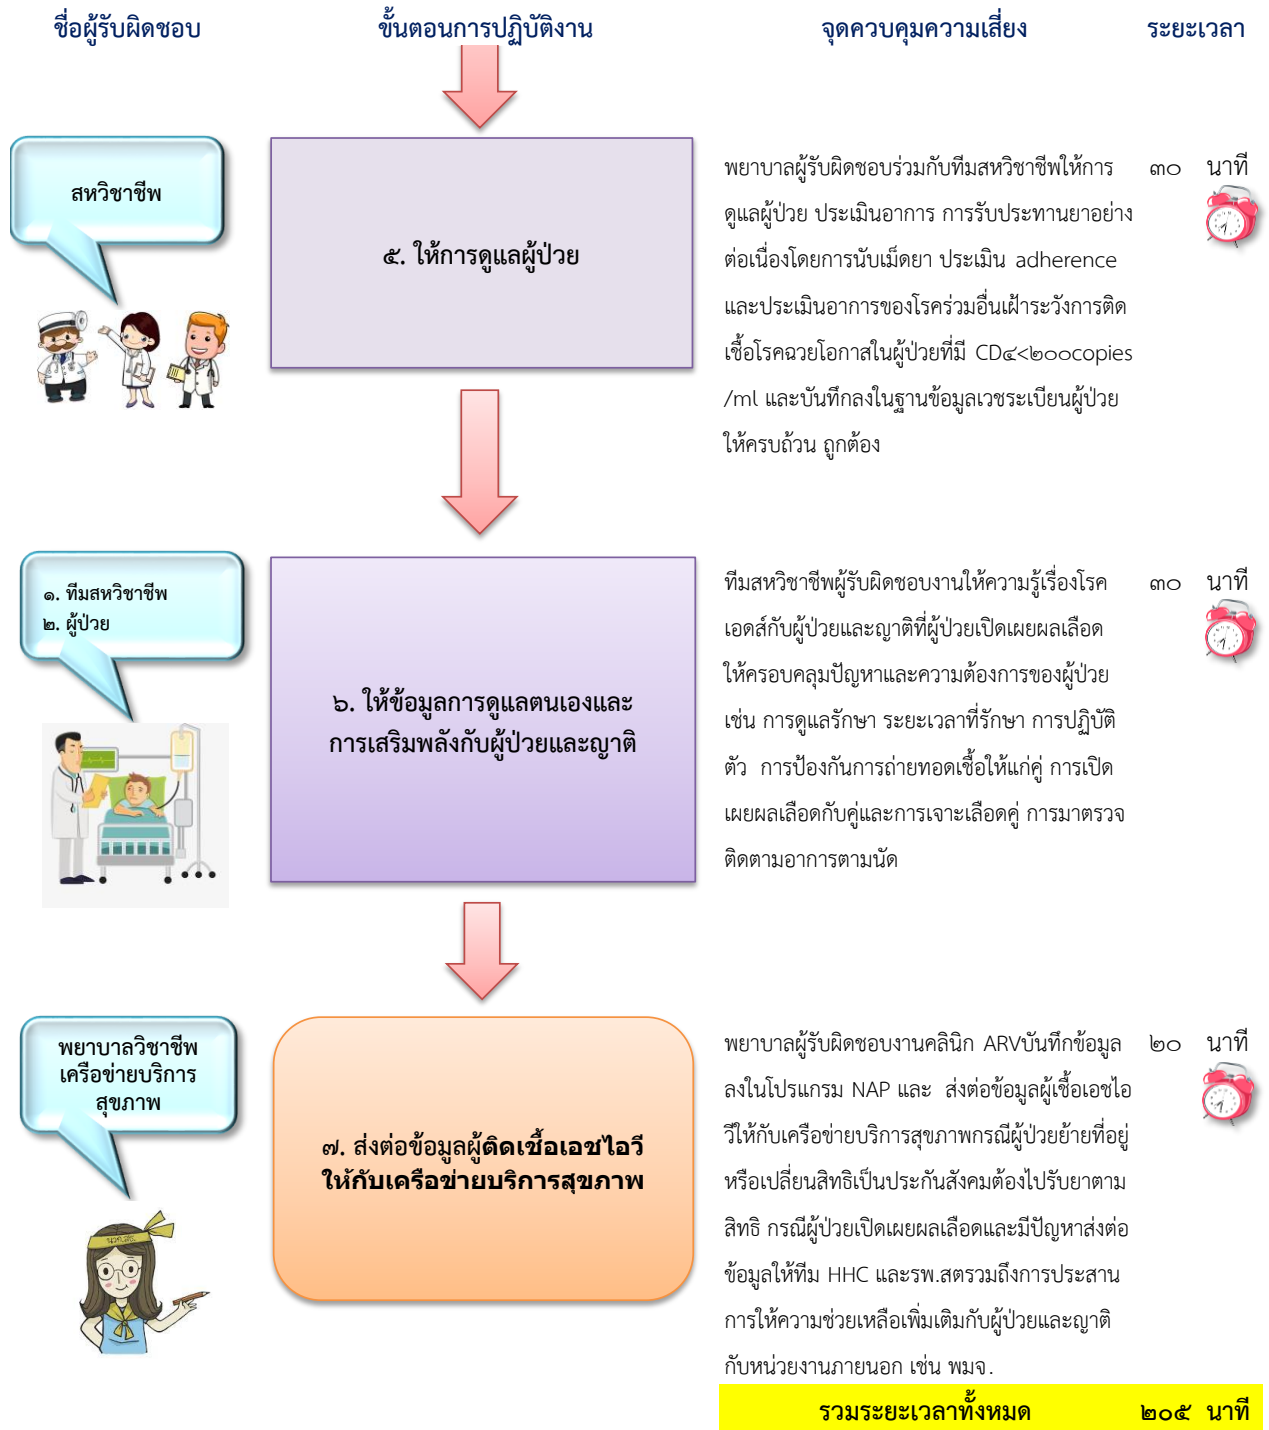 ชื่อผู้รับผิดชอบ ขั้นตอนการปฏิบัติงาน จุดควบคุมความเสี่ยง ระยะเวลา
สหวิชาชีพ
๕. ให้การดูแลผู้ป่วย
พยาบาลผู้รับผิดชอบร่วมกับทีมสหวิชาชีพให้การ
ดูแลผู้ป่วย ประเมินอาการ การรับประทานยาอย่าง
ต่อเนื่องโดยการนับเม็ดยา ประเมิน adherence
และประเมินอาการของโรคร่วมอื่นเฝ้าระวังการติด
เชื้อโรคฉวยโอกาสในผู้ป่วยที่มี CD๔<๒๐๐copies
/ml และบันทึกลงในฐานข้อมูลเวชระเบียนผู้ป่วย
ให้ครบถ้วน ถูกต้อง
๓๐ นาที
๑. ทีมสหวิชาชีพ
๒. ผู้ป่วย
๖. ให้ข้อมูลการดูแลตนเองและ
การเสริมพลังกับผู้ป่วยและญาติ
ทีมสหวิชาชีพผู้รับผิดชอบงานให้ความรู้เรื่องโรค
เอดส์กับผู้ป่วยและญาติที่ผู้ป่วยเปิดเผยผลเลือด
ให้ครอบคลุมปัญหาและความต้องการของผู้ป่วย
เช่น การดูแลรักษา ระยะเวลาที่รักษา การปฏิบัติ
ตัว การป้องกันการถ่ายทอดเชื้อให้แก่คู่ การเปิด
เผยผลเลือดกับคู่และการเจาะเลือดคู่ การมาตรวจ
ติดตามอาการตามนัด
๓๐ นาที
พยาบาลวิชาชีพ
เครือข่ายบริการ
สุขภาพ
๗. ส่งต่อข้อมูลผู้ติดเชื้อเอชไอวี
ให้กับเครือข่ายบริการสุขภาพ
พยาบาลผู้รับผิดชอบงานคลินิก ARVบันทึกข้อมูล
ลงในโปรแกรม NAP และ ส่งต่อข้อมูลผู้เชื้อเอชไอ
วีให้กับเครือข่ายบริการสุขภาพกรณีผู้ป่วยย้ายที่อยู่
หรือเปลี่ยนสิทธิเป็นประกันสังคมต้องไปรับยาตาม
สิทธิ กรณีผู้ป่วยเปิดเผยผลเลือดและมีปัญหาส่งต่อ
ข้อมูลให้ทีม HHC และรพ.สตรวมถึงการประสาน
การให้ความช่วยเหลือเพิ่มเติมกับผู้ป่วยและญาติ
กับหน่วยงานภายนอก เช่น พมจ.
๒๐ นาที
รวมระยะเวลาทั้งหมด ๒๐๕ นาที